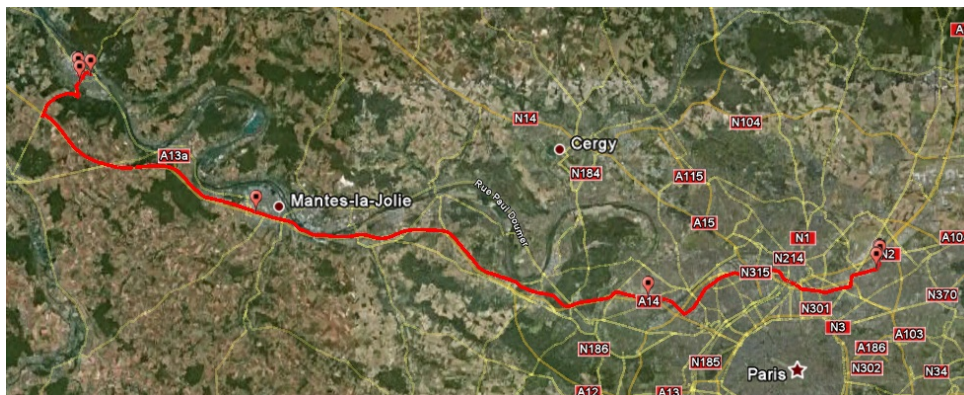 A
N14
N104
Cergy
A13a
N184
A115
Mantes-la-Jolie
Rue Paul Doumer
A15
N1
A10
N214
N2
N315
A14
N370
N301
N3
A103
N186
A186
N185
Paris
N302
N34
A12
A13